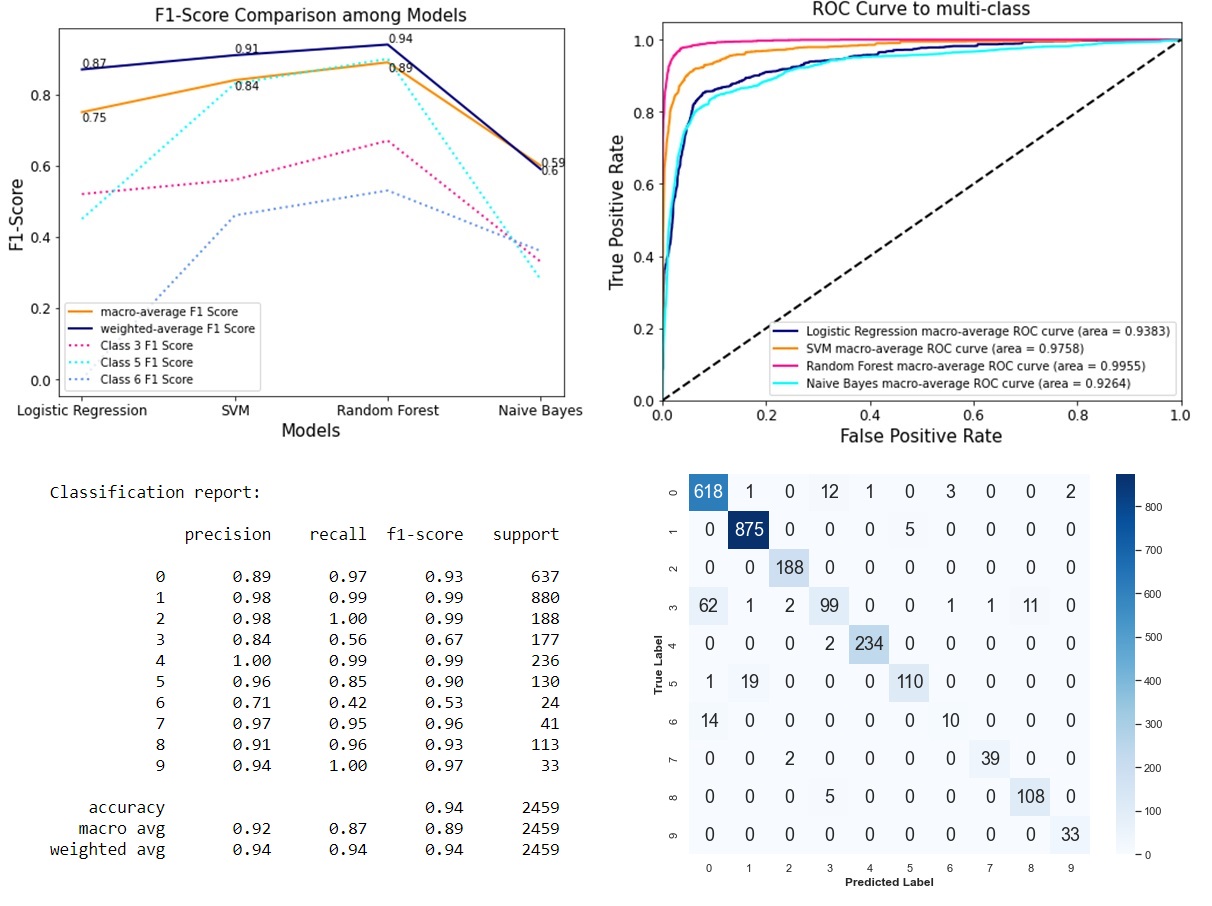 F1-Score Comparison among Models
0.87
0.91
0.94
0.75
0.84
0.89
0.59
0.6
0.8
0.6
0.4
0.2
0.0
F1-Score
macro-average F1 Score
weighted-average F1 Score
Class 3 F1 Score
Class 5 F1 Score
Class 6 F1 Score
Logistic Regression SVM Random Forest Naive Bayes
Models
ROC Curve to multi-class
1.0
0.8
0.6
0.4
0.2
0.0
True Positive Rate
Logistic Regression macro-average ROC curve (area = 0.9383)
SVM macro-average ROC curve (area = 0.9758)
Random Forest macro-average ROC curve (area = 0.9955)
Naive Bayes macro-average ROC curve (area = 0.9264)
0.0 0.2 0.4 0.6 0.8 1.0
False Positive Rate
Classification report:
precision recall f1-score support
0 0.89 0.97 0.93 637
1 0.98 0.99 0.99 880
2 0.98 1.00 0.99 188
3 0.84 0.56 0.67 177
4 1.00 0.99 0.99 236
5 0.96 0.85 0.90 130
6 0.71 0.42 0.53 24
7 0.97 0.95 0.96 41
8 0.91 0.96 0.93 113
9 0.94 1.00 0.97 33
accuracy 0.94 2459
macro avg 0.92 0.87 0.89 2459
weighted avg 0.94 0.94 0.94 2459
True Label
0 618 1 0 12 1 0 3 0 0 2
1 0 875 0 0 0 5 0 0 0 0
2 0 0 188 0 0 0 0 0 0 0
3 62 1 2 99 0 0 1 1 11 0
4 0 0 0 2 234 0 0 0 0 0
5 1 19 0 0 0 110 0 0 0 0
6 14 0 0 0 0 0 10 0 0 0
7 0 0 2 0 0 0 0 39 0 0
8 0 0 0 5 0 0 0 0 108 0
9 0 0 0 0 0 0 0 0 0 33
0 1 2 3 4 5 6 7 8 9
Predicted Label
800
700
600
500
400
300
200
100
0